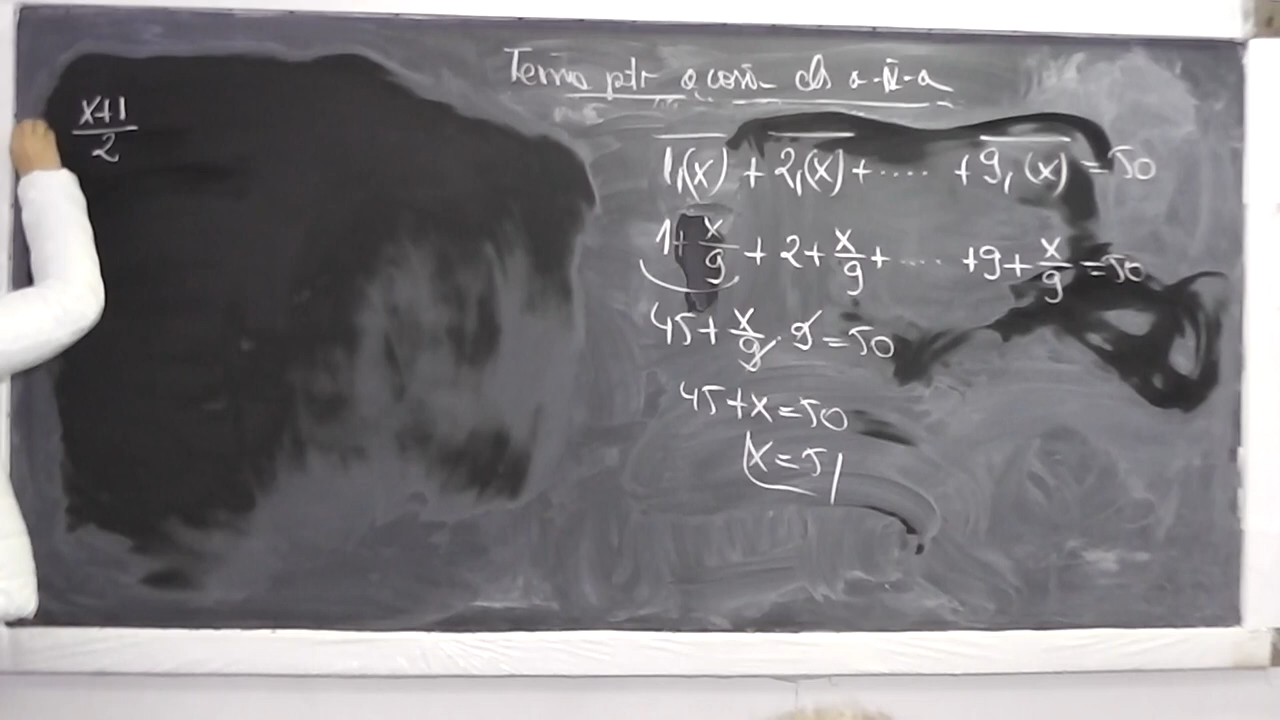 x+1/2
Temă ptr acasă cls a-V-a
1,(x) + 2,(x) + ..... + 9,(x) = 50
1 + x/9 + 2 + x/9 + .... + 9 + x/9 = 50
45 + x/9 · 9 = 50
45 + x = 50
x = 5